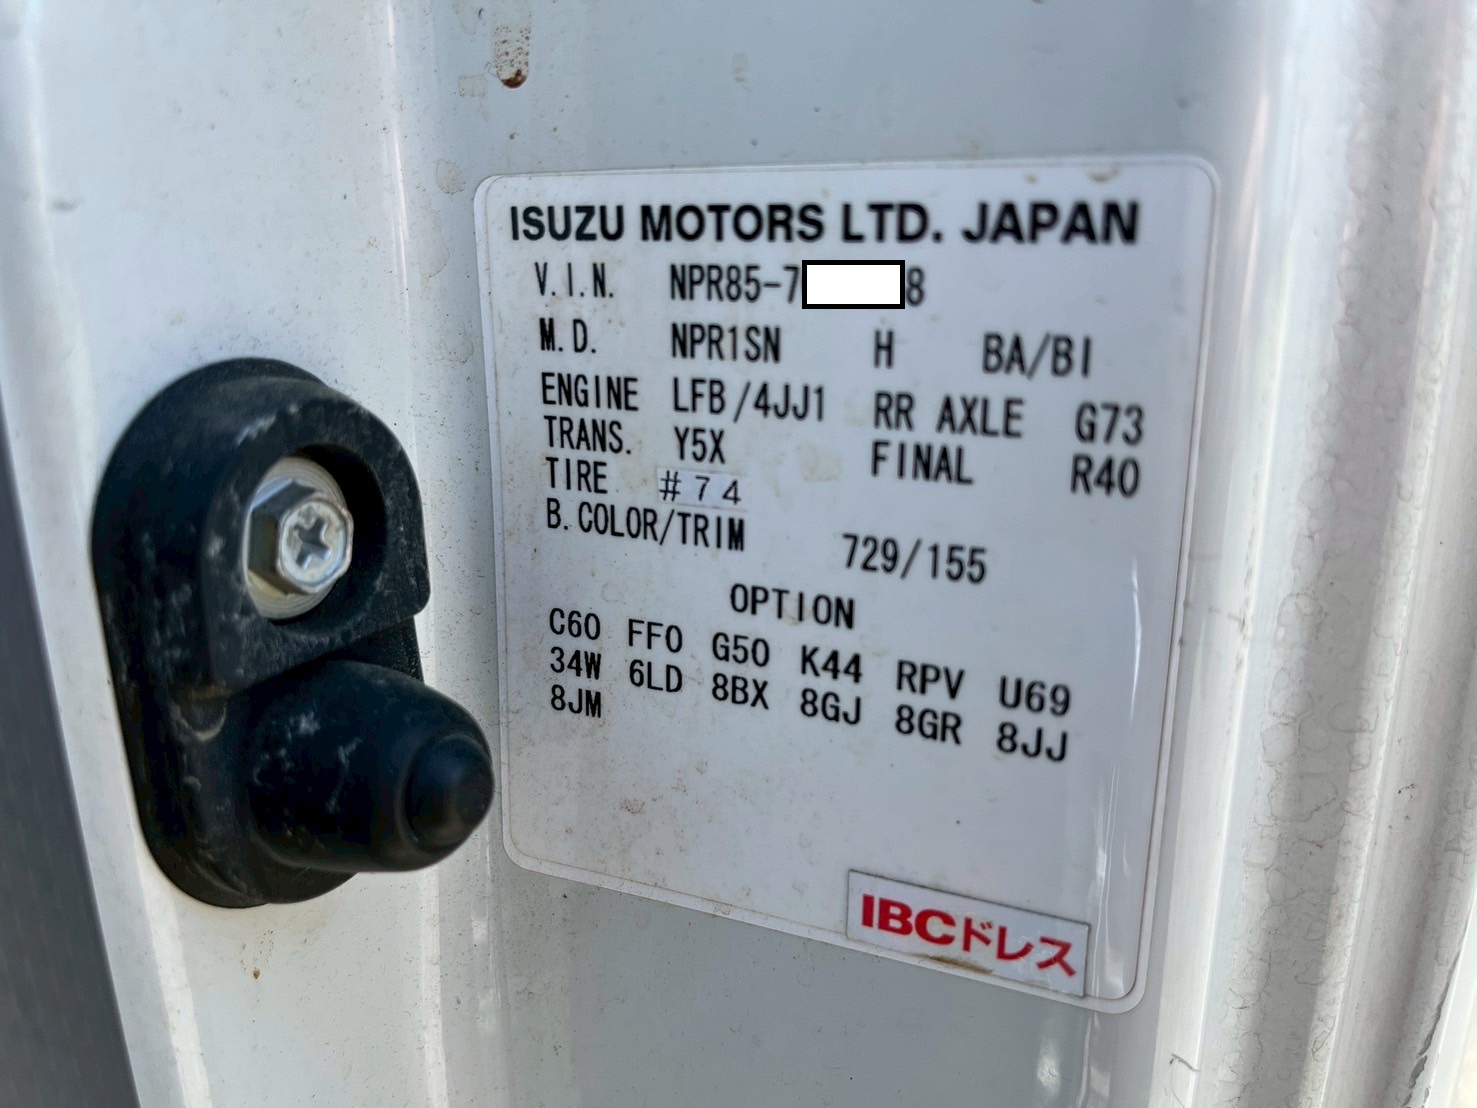 ISUZU MOTORS LTD. JAPAN
V.I.N. NPR85-7 8
M.D. NPR1SN H BA/BI
ENGINE LFB/4JJ1 RR AXLE G73
TRANS. Y5X FINAL R40
TIRE #74
B.COLOR/TRIM 729/155
OPTION
C60 FF0 G50 K44 RPV U69
34W 6LD 8BX 8GJ 8GR 8JJ
8JM
IBCドレス